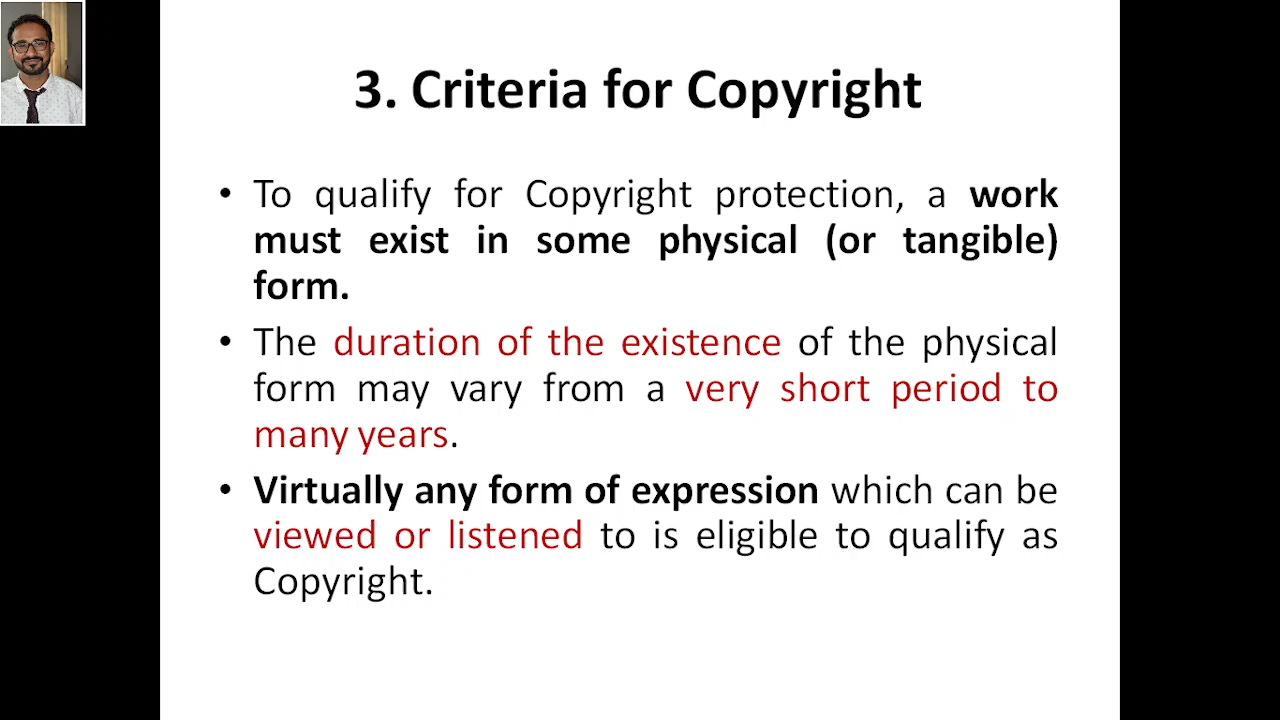 3. Criteria for Copyright
• To qualify for Copyright protection, a work
must exist in some physical (or tangible)
form.
• The duration of the existence of the physical
form may vary from a very short period to
many years.
• Virtually any form of expression which can be
viewed or listened to is eligible to qualify as
Copyright.